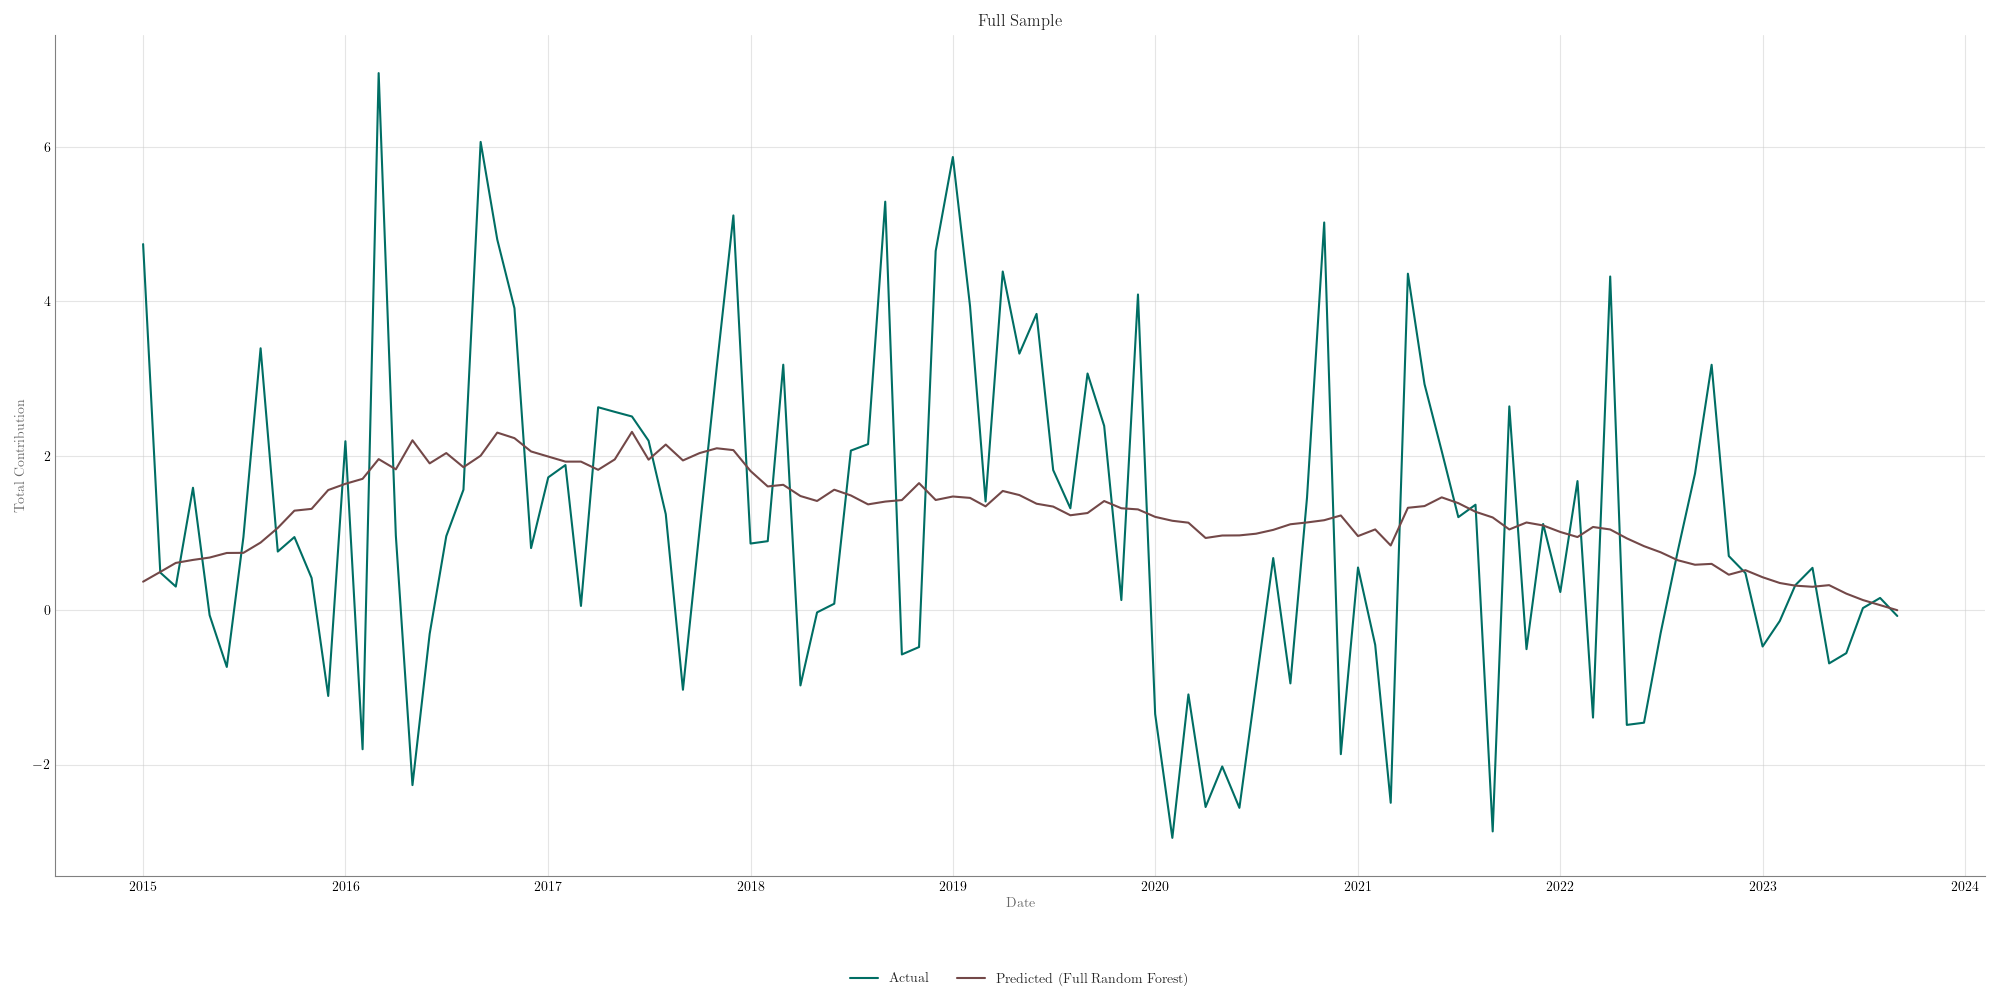 Full Sample
Total Contribution
6
4
2
0
−2
2015 2016 2017 2018 2019 2020 2021 2022 2023 2024
Date
Actual Predicted (Full Random Forest)